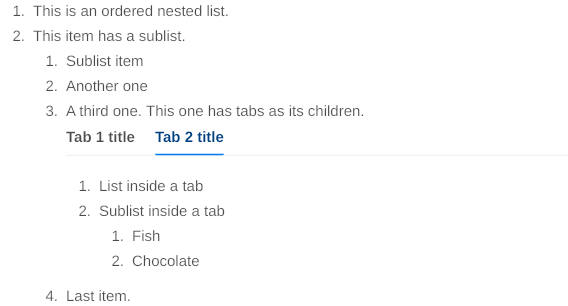 1. This is an ordered nested list.
2. This item has a sublist.
1. Sublist item
2. Another one
3. A third one. This one has tabs as its children.
Tab 1 title Tab 2 title
1. List inside a tab
2. Sublist inside a tab
1. Fish
2. Chocolate
4. Last item.